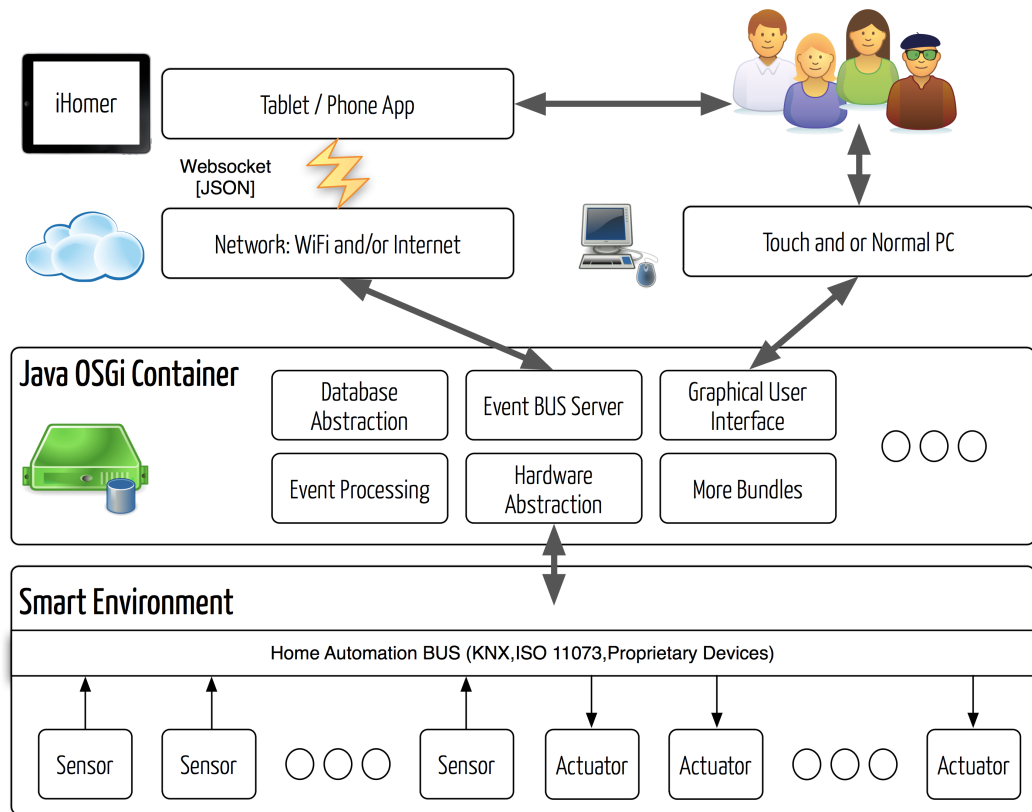 iHomer
Tablet / Phone App
Websocket
[JSON]
Network: WiFi and/or Internet
Touch and or Normal PC
Java OSGi Container
Database
Abstraction
Event BUS Server
Graphical User
Interface
Event Processing
Hardware
Abstraction
More Bundles
Smart Environment
Home Automation BUS (KNX,ISO 11073,Proprietary Devices)
Sensor
Sensor
Sensor
Actuator
Actuator
Actuator